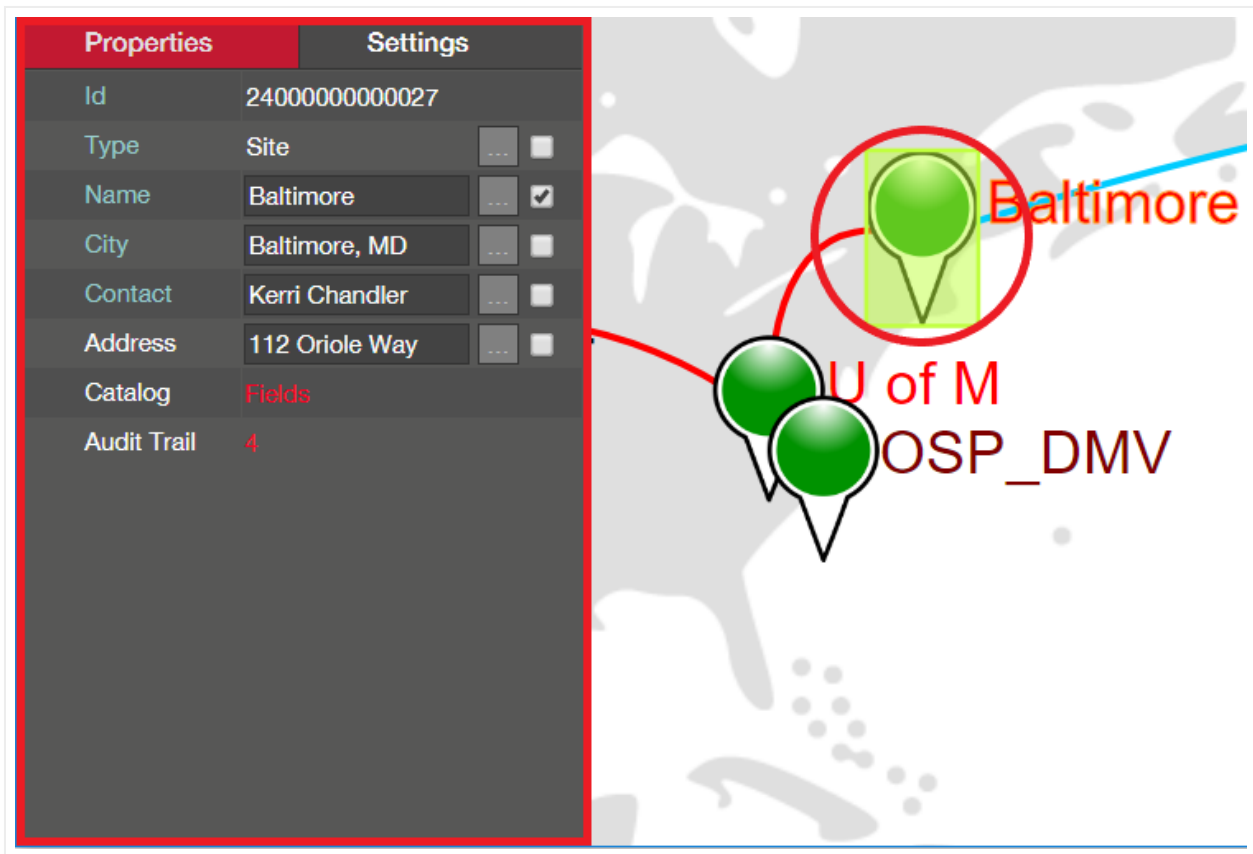 Properties Settings
Id 24000000000027
Type Site ...
Name Baltimore ...
City Baltimore, MD ...
Contact Kerri Chandler ...
Address 112 Oriole Way ...
Catalog Fields
Audit Trail 4
Baltimore
U of M
OSP_DMV